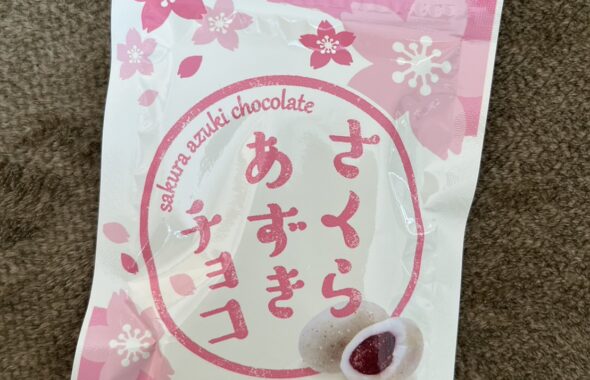 sakura azuki chocolate
さくら
あずき
チョコ